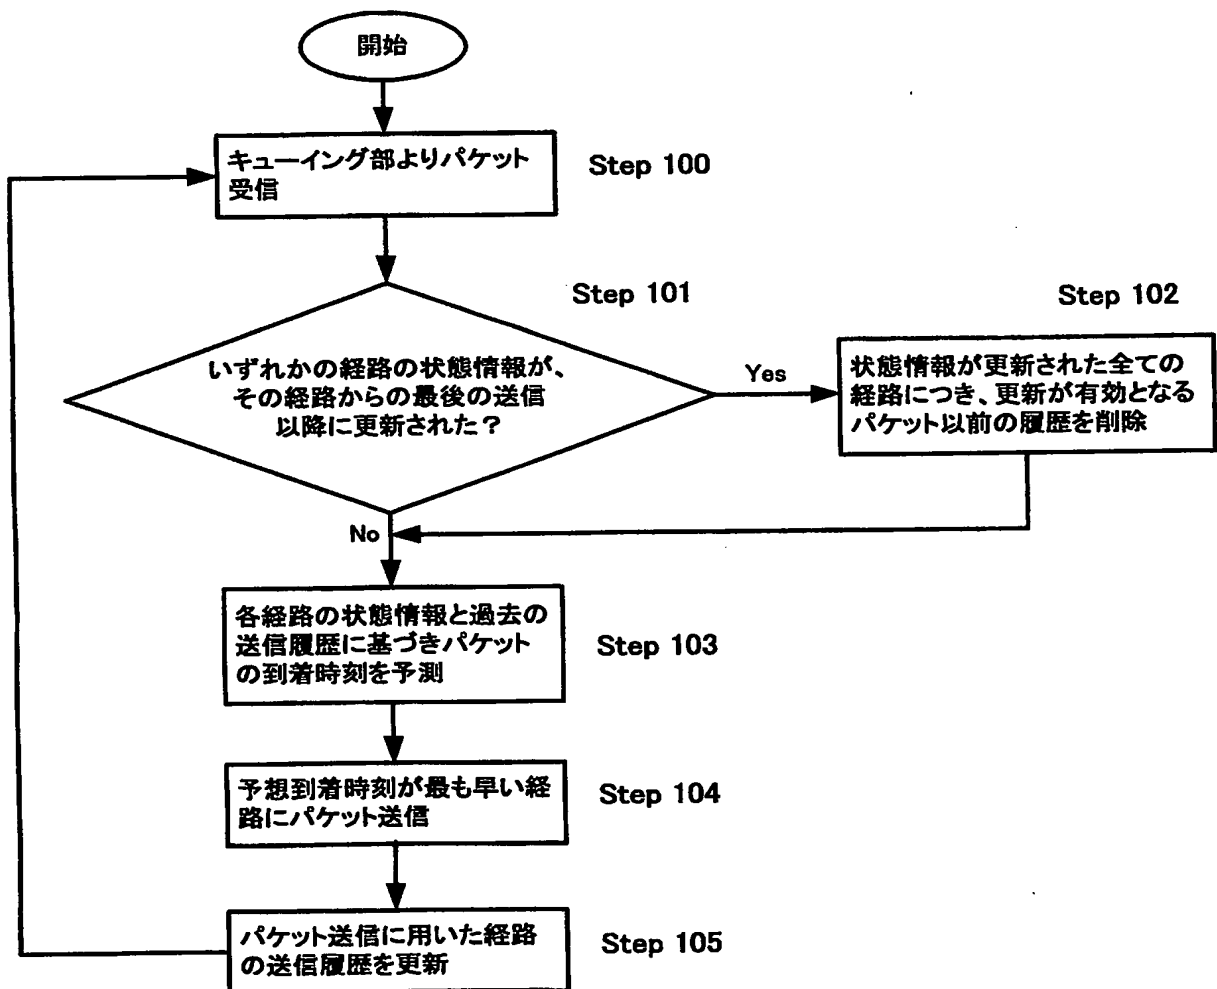 開始
キューイング部よりパケット
受信
Step 100
Step 101
いずれかの経路の状態情報が、
その経路からの最後の送信
以降に更新された？
Yes
Step 102
状態情報が更新された全ての
経路につき、更新が有効となる
パケット以前の履歴を削除
No
各経路の状態情報と過去の
送信履歴に基づきパケット
の到着時刻を予測
Step 103
予想到着時刻が最も早い経
路にパケット送信
Step 104
パケット送信に用いた経路
の送信履歴を更新
Step 105